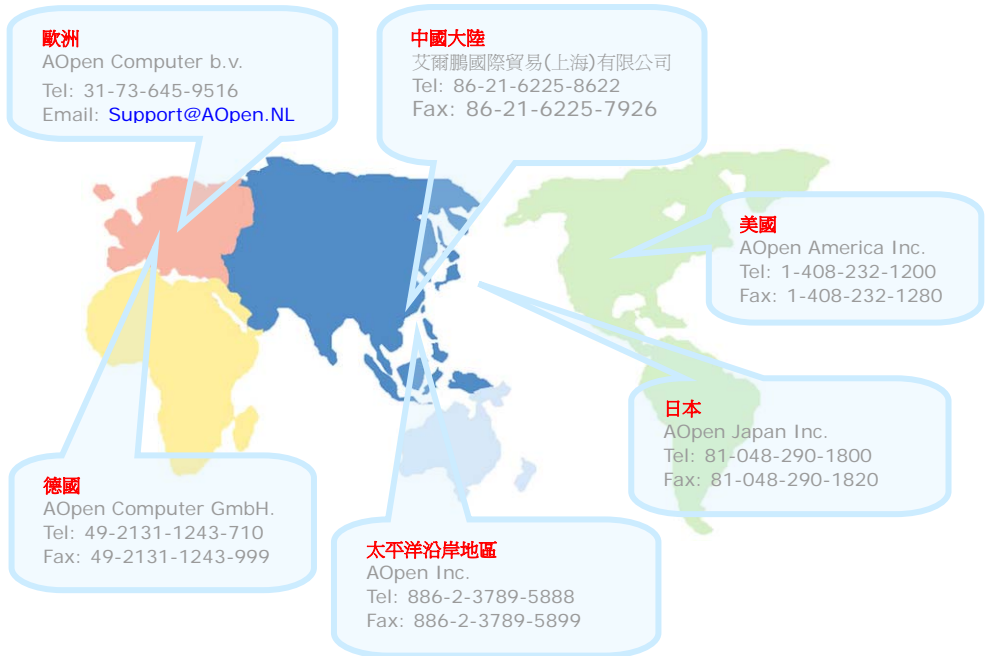 歐洲
AOpen Computer b.v.
Tel: 31-73-645-9516
Email: Support@AOpen.NL
中國大陸
艾爾鵬國際貿易(上海)有限公司
Tel: 86-21-6225-8622
Fax: 86-21-6225-7926
美國
AOpen America Inc.
Tel: 1-408-232-1200
Fax: 1-408-232-1280
日本
AOpen Japan Inc.
Tel: 81-048-290-1800
Fax: 81-048-290-1820
德國
AOpen Computer GmbH.
Tel: 49-2131-1243-710
Fax: 49-2131-1243-999
太平洋沿岸地區
AOpen Inc.
Tel: 886-2-3789-5888
Fax: 886-2-3789-5899